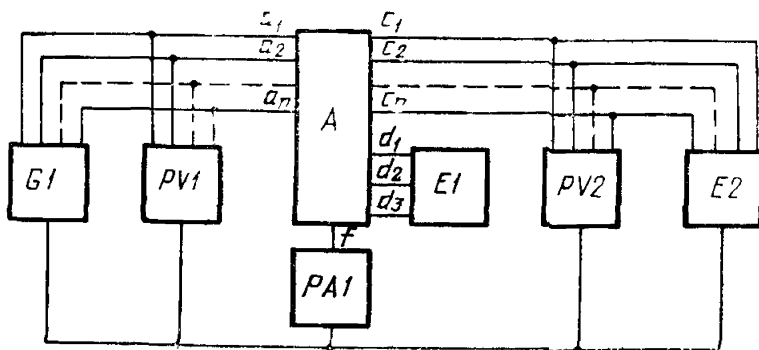 a1 c1
a2 c2
an cn
A
d1
G1 PV1 d2 E1 PV2 E2
d3
f
PA1